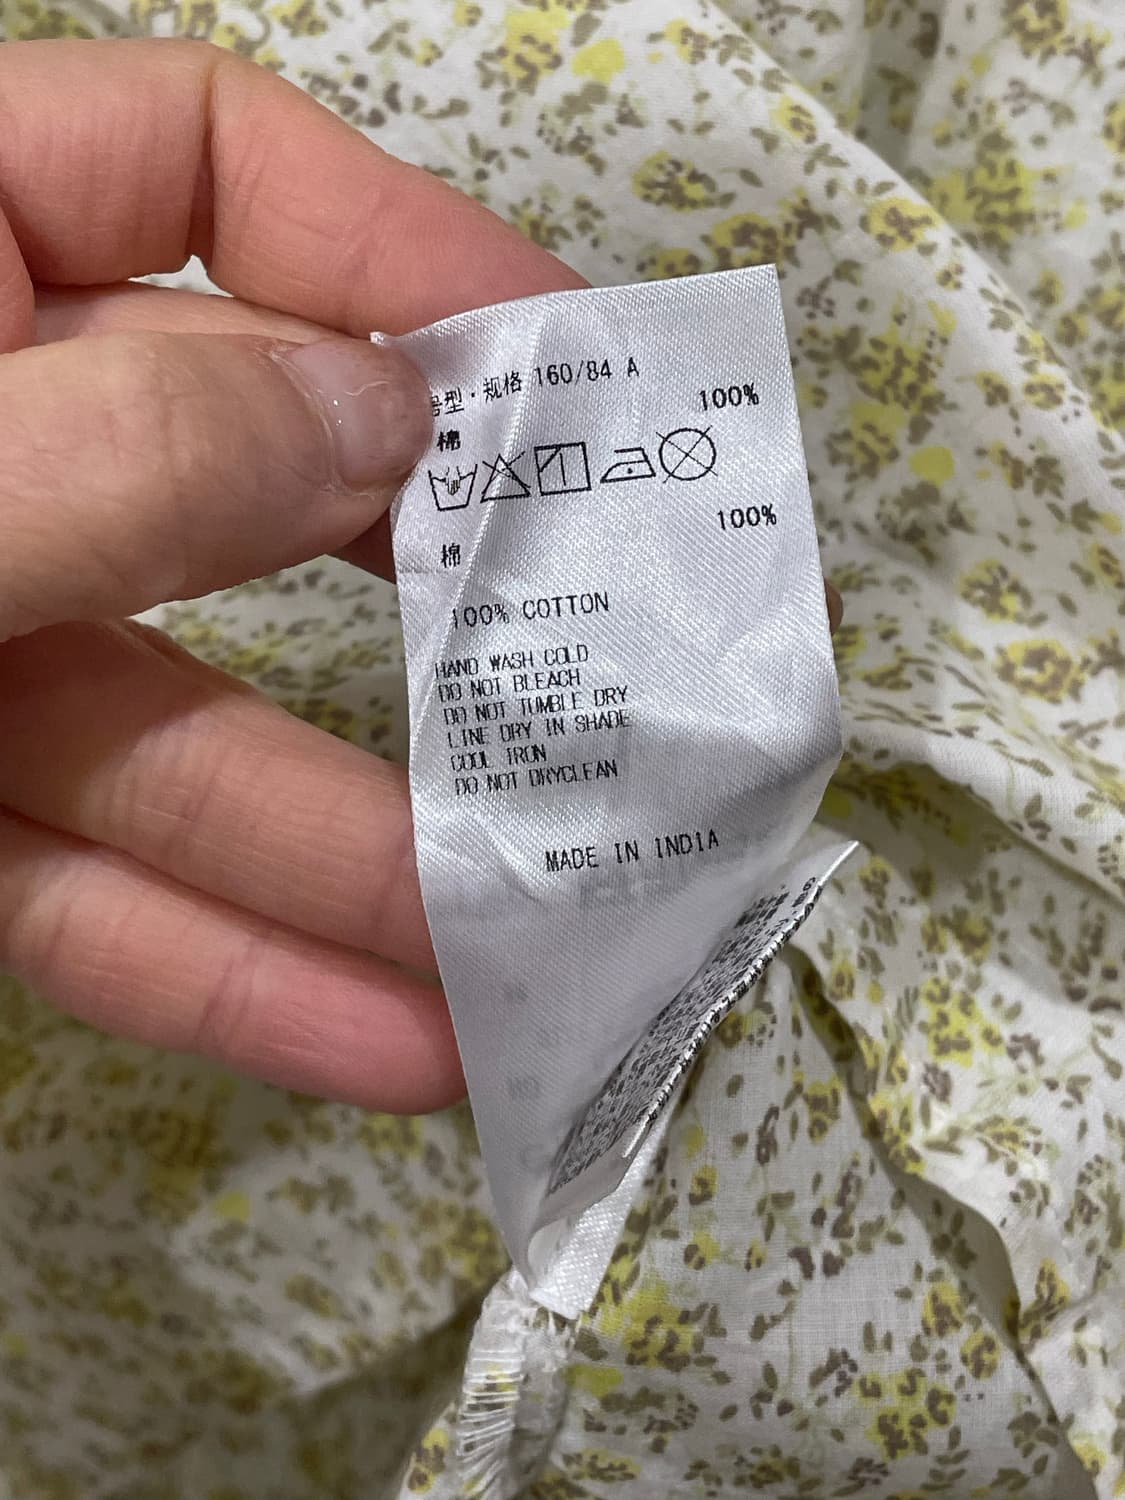 号型·规格 160/84 A
棉 100%
棉 100%
100% COTTON
HAND WASH COLD
DO NOT BLEACH
DO NOT TUMBLE DRY
LINE DRY IN SHADE
COOL IRON
DO NOT DRYCLEAN
MADE IN INDIA